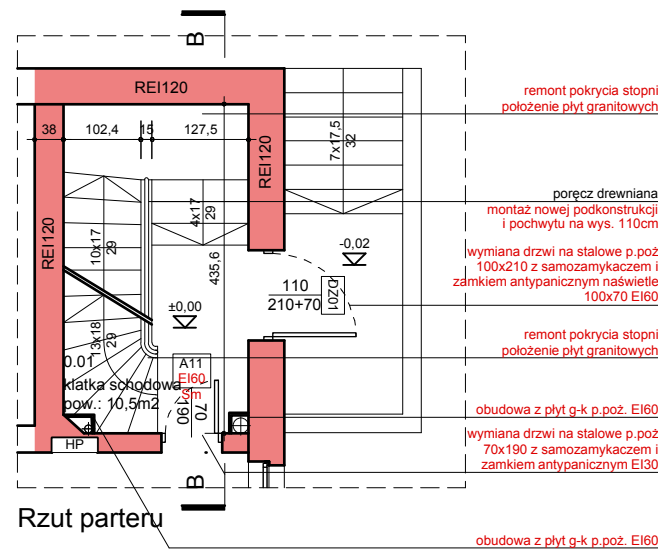 B
REI120
remont pokrycia stopni
położenie płyt granitowych
38
102,4
15
127,5
7x17,5
32
REI120
REI120
poręcz drewniana
montaż nowej podkonstrukcji
i pochwytu na wys. 110cm
4x17
29
10x17
29
435,6
-0,02
wymiana drzwi na stalowe p.poż
100x210 z samozamykaczem i
zamkiem antypanicznym naświetle
100x70 EI60
110
210+70
DZ01
±0,00
13x18
29
remont pokrycia stopni
położenie płyt granitowych
0.01
klatka schodowa
pow.: 10,5m2
A11
EI60
Sm
70
190
obudowa z płyt g-k p.poż. EI60
HP
wymiana drzwi na stalowe p.poż
70x190 z samozamykaczem i
zamkiem antypanicznym EI30
B
Rzut parteru
obudowa z płyt g-k p.poż. EI60